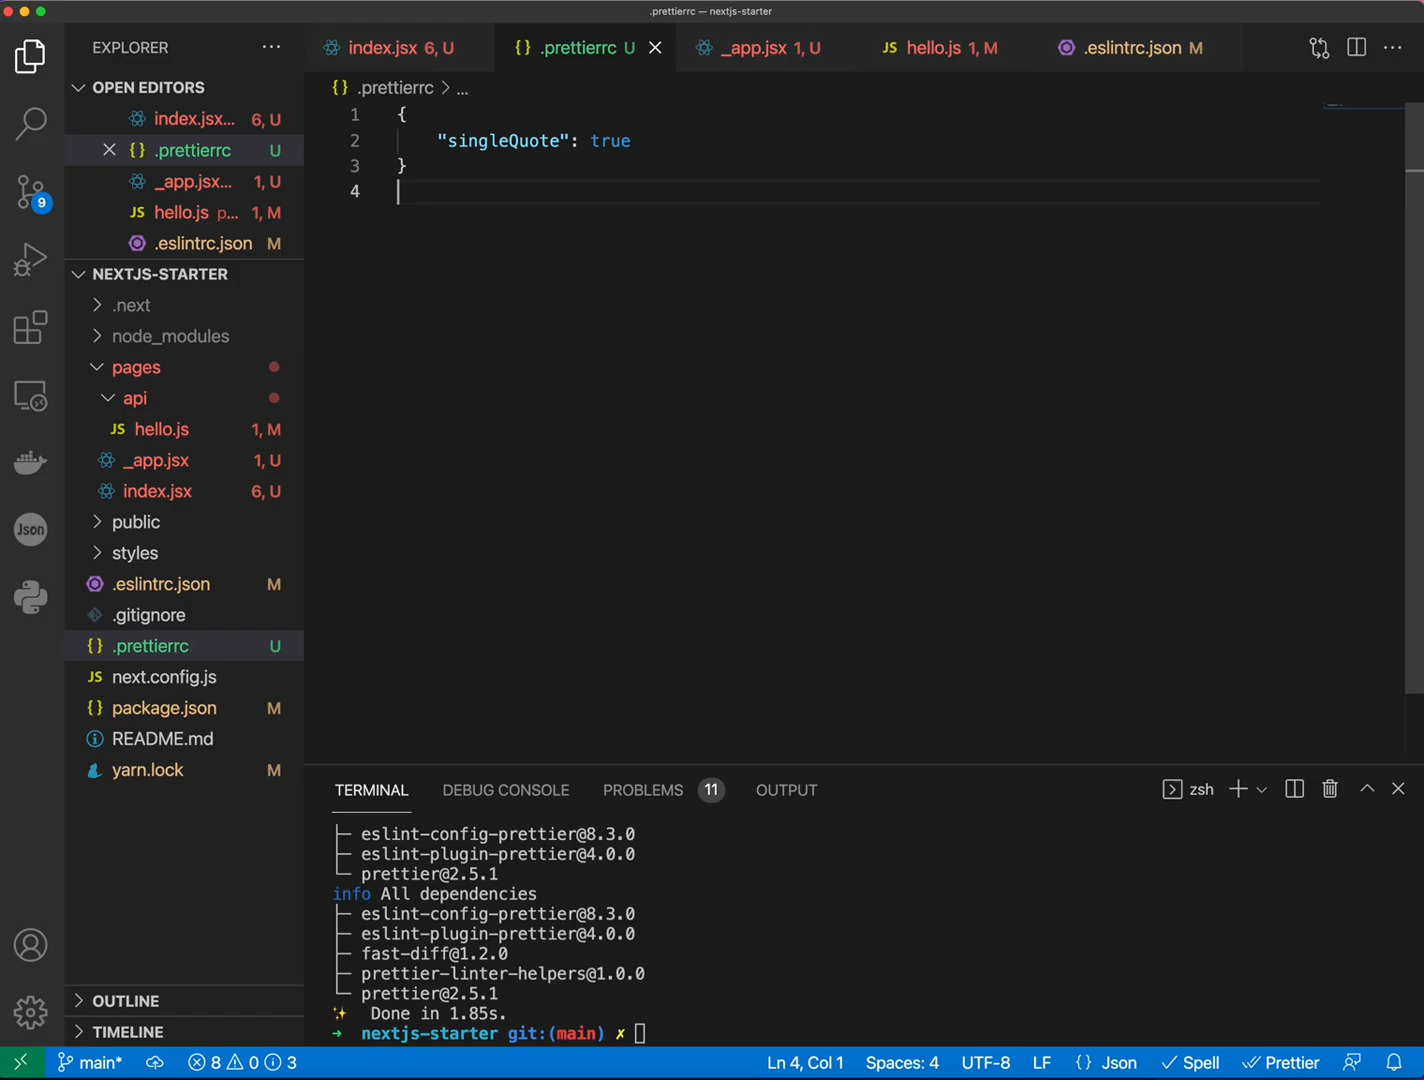 .prettierrc — nextjs-starter
EXPLORER ...
index.jsx 6, U
{} .prettierrc U
_app.jsx 1, U
JS hello.js 1, M
.eslintrc.json M
OPEN EDITORS
index.jsx... 6, U
{} .prettierrc U
_app.jsx... 1, U
JS hello.js p... 1, M
.eslintrc.json M
{} .prettierrc > ...
1 {
2 "singleQuote": true
3 }
4
9
NEXTJS-STARTER
.next
node_modules
pages
api
JS hello.js 1, M
_app.jsx 1, U
index.jsx 6, U
public
styles
.eslintrc.json M
.gitignore
{} .prettierrc U
JS next.config.js
{} package.json M
README.md
yarn.lock M
Json
OUTLINE
TIMELINE
TERMINAL DEBUG CONSOLE PROBLEMS 11 OUTPUT
zsh
├─ eslint-config-prettier@8.3.0
├─ eslint-plugin-prettier@4.0.0
└─ prettier@2.5.1
info All dependencies
├─ eslint-config-prettier@8.3.0
├─ eslint-plugin-prettier@4.0.0
├─ fast-diff@1.2.0
├─ prettier-linter-helpers@1.0.0
└─ prettier@2.5.1
✨ Done in 1.85s.
➜ nextjs-starter git:(main) ✗
main* 8 0 3
Ln 4, Col 1 Spaces: 4 UTF-8 LF {} Json Spell Prettier